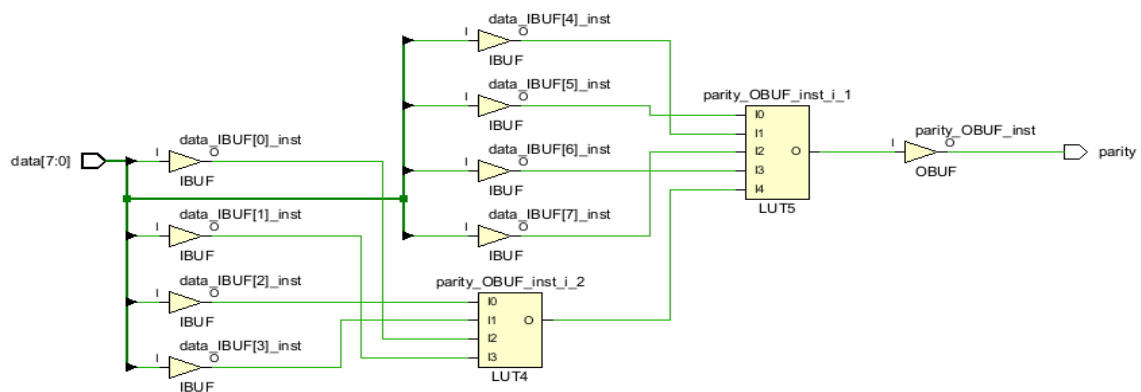 data[7:0]
data_IBUF[0]_inst
I
O
IBUF
data_IBUF[1]_inst
I
O
IBUF
data_IBUF[2]_inst
I
O
IBUF
data_IBUF[3]_inst
I
O
IBUF
data_IBUF[4]_inst
I
O
IBUF
data_IBUF[5]_inst
I
O
IBUF
data_IBUF[6]_inst
I
O
IBUF
data_IBUF[7]_inst
I
O
IBUF
parity_OBUF_inst_i_2
I0
I1
I2
I3
O
LUT4
parity_OBUF_inst_i_1
I0
I1
I2
I3
I4
O
LUT5
parity_OBUF_inst
I
O
OBUF
parity